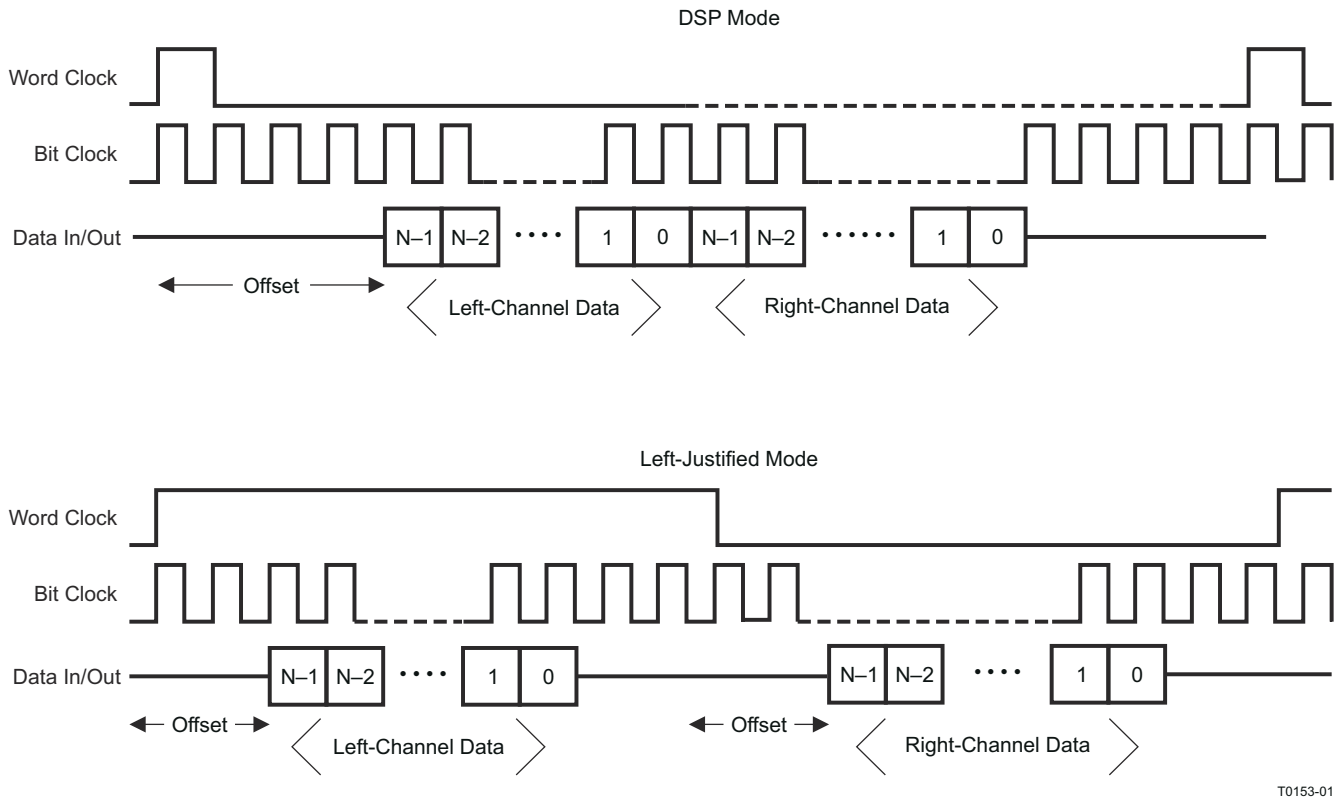 DSP Mode
Word Clock
Bit Clock
Data In/Out
N–1 N–2 •••• 1 0 N–1 N–2 •••••• 1 0
Offset
Left-Channel Data
Right-Channel Data
Left-Justified Mode
Word Clock
Bit Clock
Data In/Out
N–1 N–2 •••• 1 0 N–1 N–2 •••• 1 0
Offset
Offset
Left-Channel Data
Right-Channel Data
T0153-01